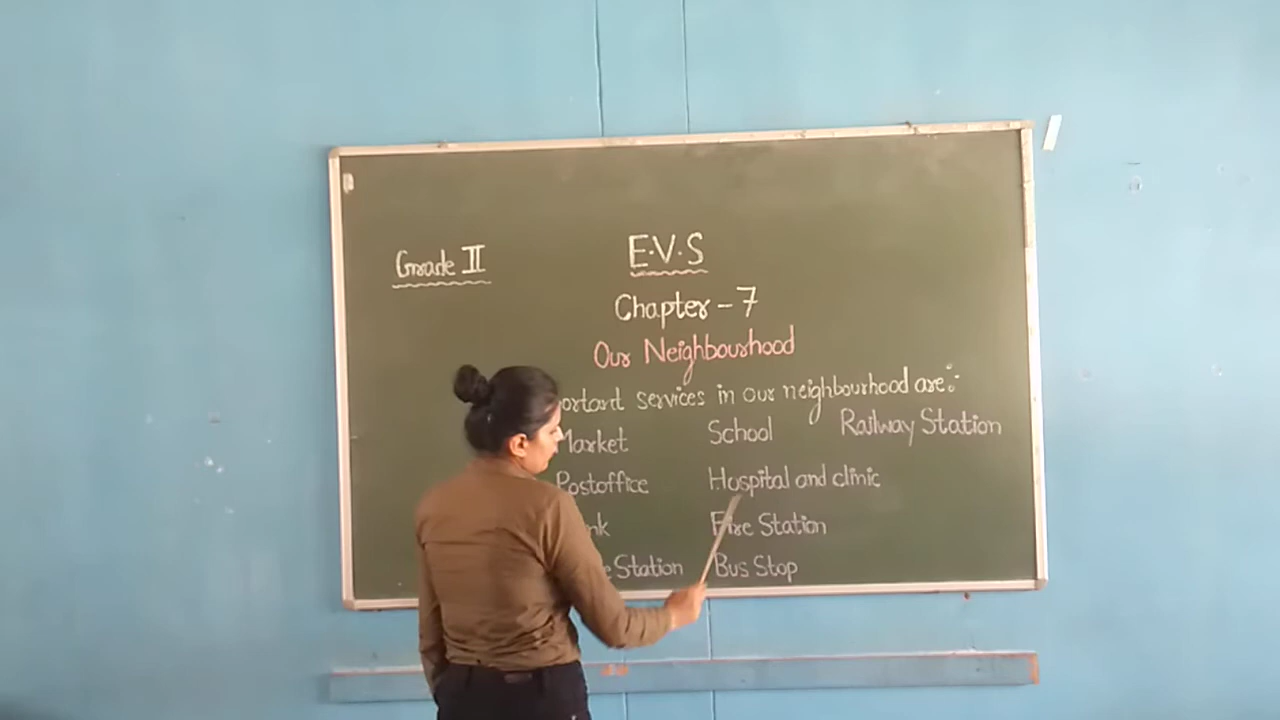 Grade II
E.V.S
Chapter - 7
Our Neighbourhood
services in our neighbourhood are:-
Market School Railway Station
Postoffice Hospital and clinic
Fire Station
Station Bus Stop